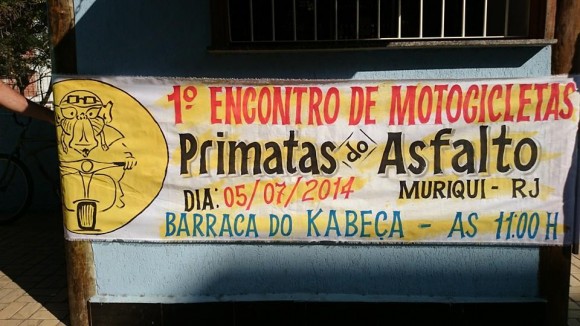 1º ENCONTRO DE MOTOCICLETAS
Primatas do Asfalto
DIA: 05/07/2014 MURIQUI - RJ
BARRACA DO KABEÇA - AS 11:00 H